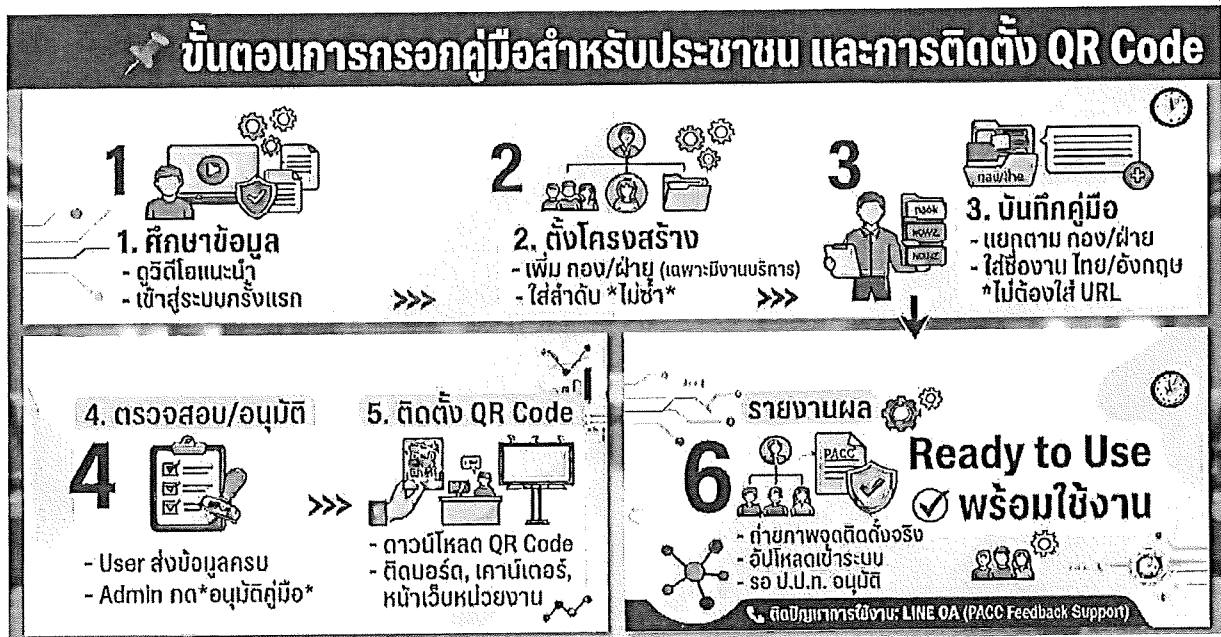 ขั้นตอนการกรอกคู่มือสำหรับประชาชน และการติดตั้ง QR Code
1
1. ศึกษาข้อมูล
- ดูวิดีโอแนะนำ
- เข้าสู่ระบบครั้งแรก
>>>
2
2. ตั้งโครงสร้าง
- เพิ่ม กอง/ฝ่าย (เฉพาะมีงานบริการ)
- ใส่ลำดับ *ไม่ซ้ำ*
>>>
3
3. บันทึกคู่มือ
- แยกตาม กอง/ฝ่าย
- ใส่ชื่องาน ไทย/อังกฤษ
*ไม่ต้องใส่ URL
4. ตรวจสอบ/อนุมัติ
4
- User ส่งข้อมูลครบ
- Admin กด*อนุมัติคู่มือ*
>>>
5. ติดตั้ง QR Code
- ดาวน์โหลด QR Code
- ติดบอร์ด, เคาน์เตอร์,
หน้าเว็บหน่วยงาน
รายงานผล
6
PACC
- ถ่ายภาพจุดติดตั้งจริง
- อัปโหลดเข้าระบบ
- รอ ป.ป.ท. อนุมัติ
Ready to Use
พร้อมใช้งาน
ติดปัญหาการใช้งาน: LINE OA (PACC Feedback Support)